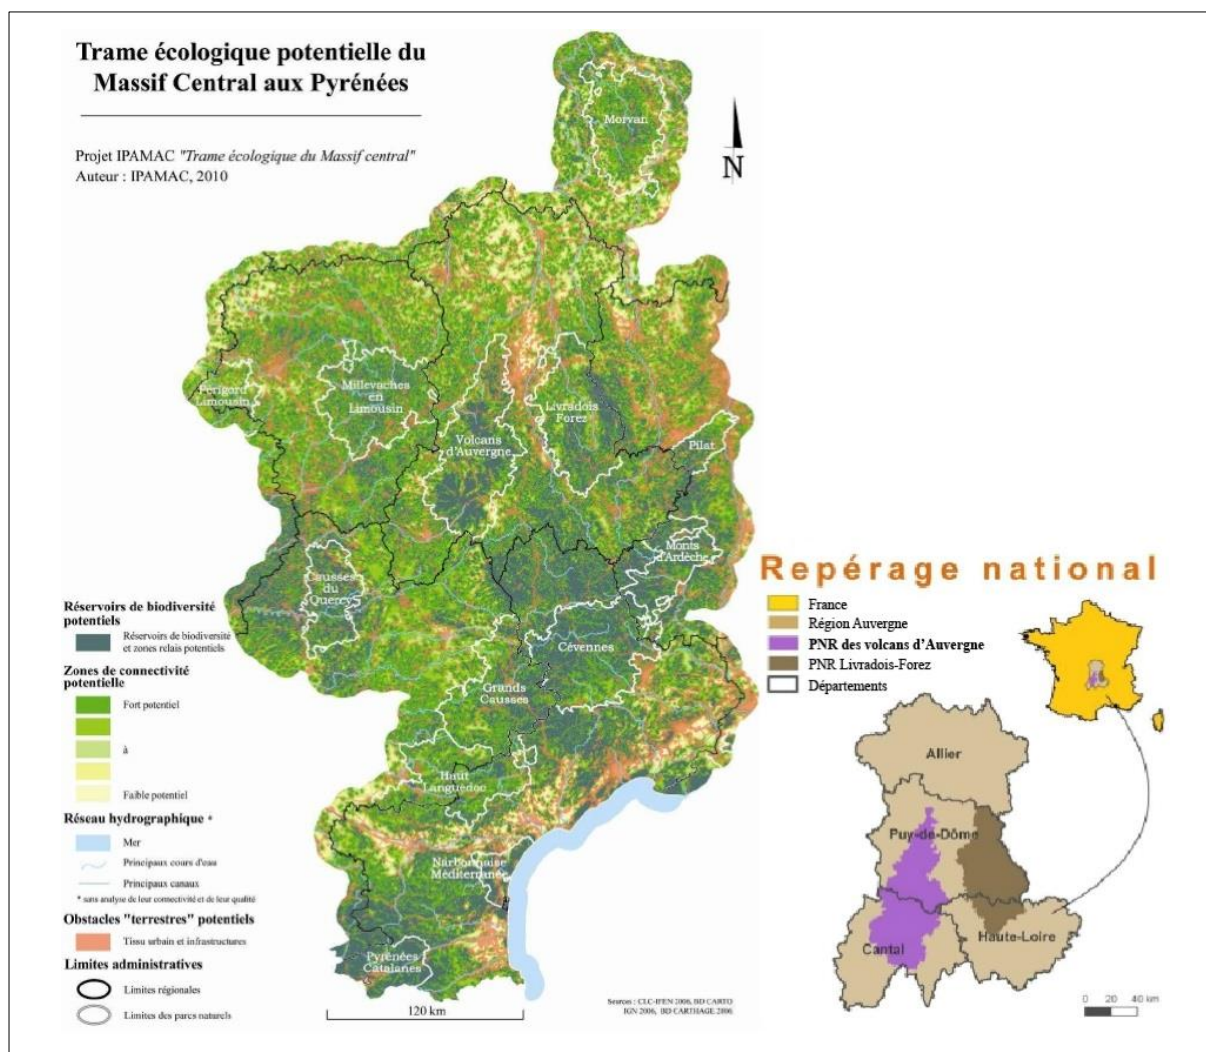 Trame écologique potentielle du
Massif Central aux Pyrénées
Projet IPAMAC "Trame écologique du Massif central"
Auteur : IPAMAC, 2010
N
Morvan
Périgord
Limousin
Millevaches
en
Limousin
Volcans
d'Auvergne
Livradois
Forez
Pilat
Monts
d'Ardèche
Causses
du
Quercy
Cévennes
Grands
Causses
Haut
Languedoc
Narbonnaise
Méditerranée
Pyrénées
Catalanes
Réservoirs de biodiversité
potentiels
Réservoirs de biodiversité
et zones relais potentiels
Zones de connectivité
potentielle
Fort potentiel
à
Faible potentiel
Réseau hydrographique *
Mer
Principaux cours d'eau
Principaux canaux
* sans analyse de leur connectivité et de leur qualité
Obstacles "terrestres" potentiels
Tissu urbain et infrastructures
Limites administratives
Limites régionales
Limites des parcs naturels
120 km
Sources : CLC-IFEN 2006, BD CARTO
IGN 2006, BD CARTHAGE 2006
Repérage national
France
Région Auvergne
PNR des volcans d'Auvergne
PNR Livradois-Forez
Départements
Allier
Puy-de-Dôme
Cantal
Haute-Loire
0 20 40 km